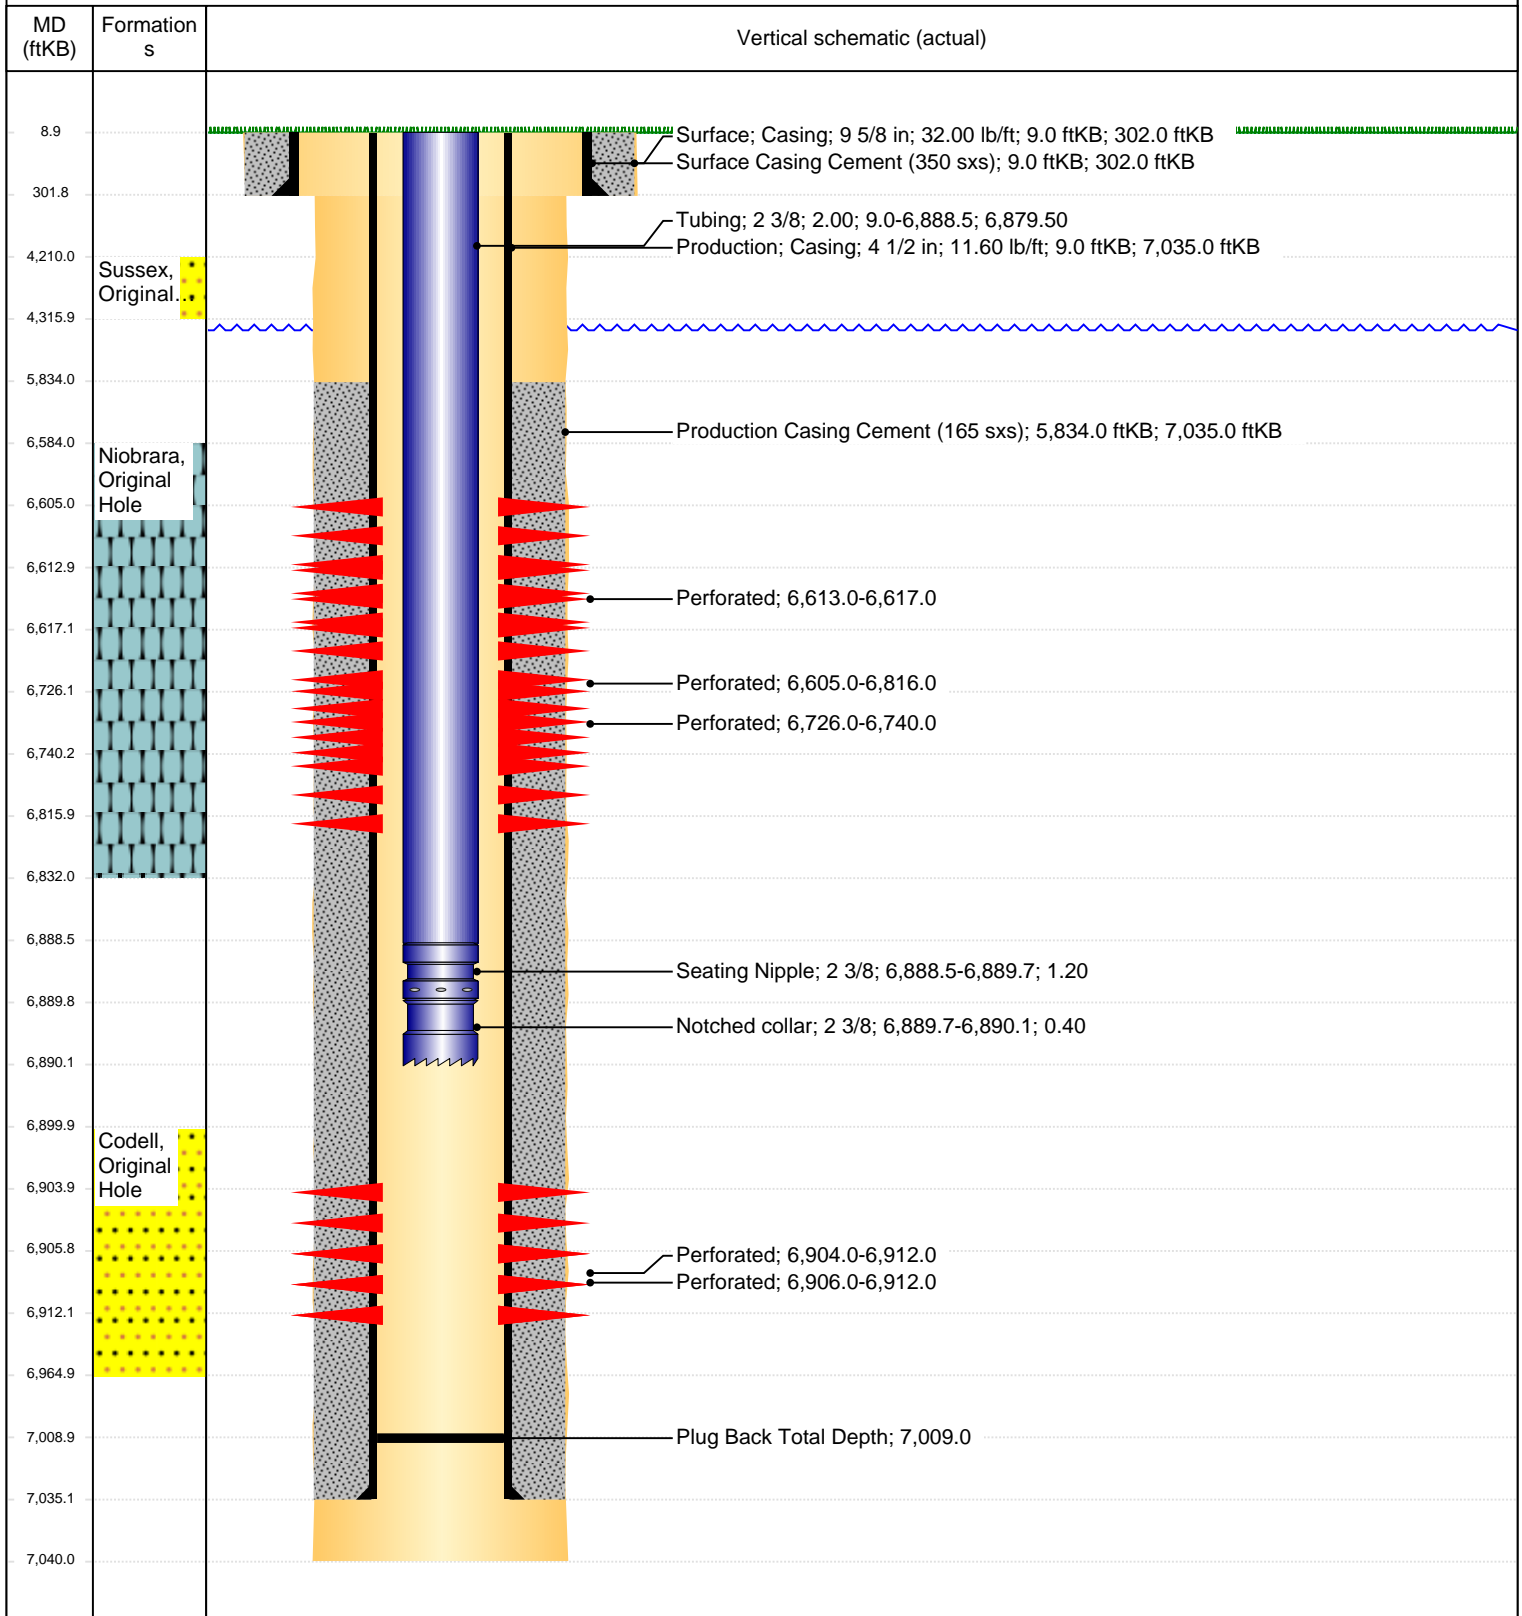 MD
(ftKB)
Formation
s
Vertical schematic (actual)
8.9
Surface; Casing; 9 5/8 in; 32.00 lb/ft; 9.0 ftKB; 302.0 ftKB
Surface Casing Cement (350 sxs); 9.0 ftKB; 302.0 ftKB
301.8
Tubing; 2 3/8; 2.00; 9.0-6,888.5; 6,879.50
Production; Casing; 4 1/2 in; 11.60 lb/ft; 9.0 ftKB; 7,035.0 ftKB
4,210.0
Sussex,
Original...
4,315.9
5,834.0
Production Casing Cement (165 sxs); 5,834.0 ftKB; 7,035.0 ftKB
6,584.0
Niobrara,
Original
Hole
6,605.0
6,612.9
Perforated; 6,613.0-6,617.0
6,617.1
Perforated; 6,605.0-6,816.0
6,726.1
Perforated; 6,726.0-6,740.0
6,740.2
6,815.9
6,832.0
6,888.5
Seating Nipple; 2 3/8; 6,888.5-6,889.7; 1.20
6,889.8
Notched collar; 2 3/8; 6,889.7-6,890.1; 0.40
6,890.1
6,899.9
Codell,
Original
Hole
6,903.9
6,905.8
Perforated; 6,904.0-6,912.0
Perforated; 6,906.0-6,912.0
6,912.1
6,964.9
7,008.9
Plug Back Total Depth; 7,009.0
7,035.1
7,040.0